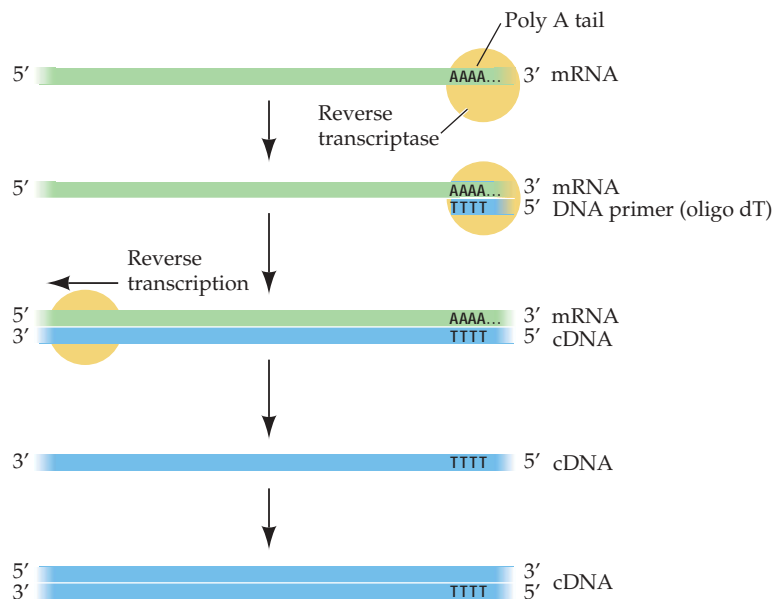 Poly A tail
5′ AAAA... 3′ mRNA
Reverse
transcriptase
5′ AAAA... 3′ mRNA
TTTT 5′ DNA primer (oligo dT)
Reverse
transcription
5′ AAAA... 3′ mRNA
3′ TTTT 5′ cDNA
3′ TTTT 5′ cDNA
5′ 3′
cDNA
3′ TTTT 5′